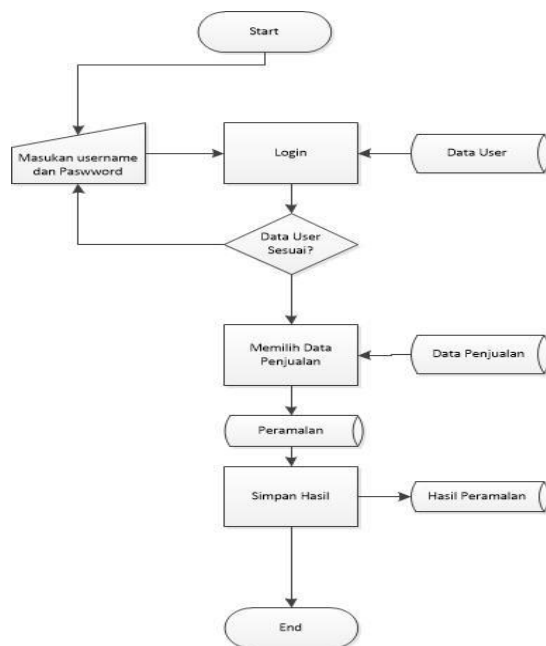 Start
Masukan username
dan Paswword
Login
Data User
Data User
Sesuai?
Memilih Data
Penjualan
Data Penjualan
Peramalan
Simpan Hasil
Hasil Peramalan
End